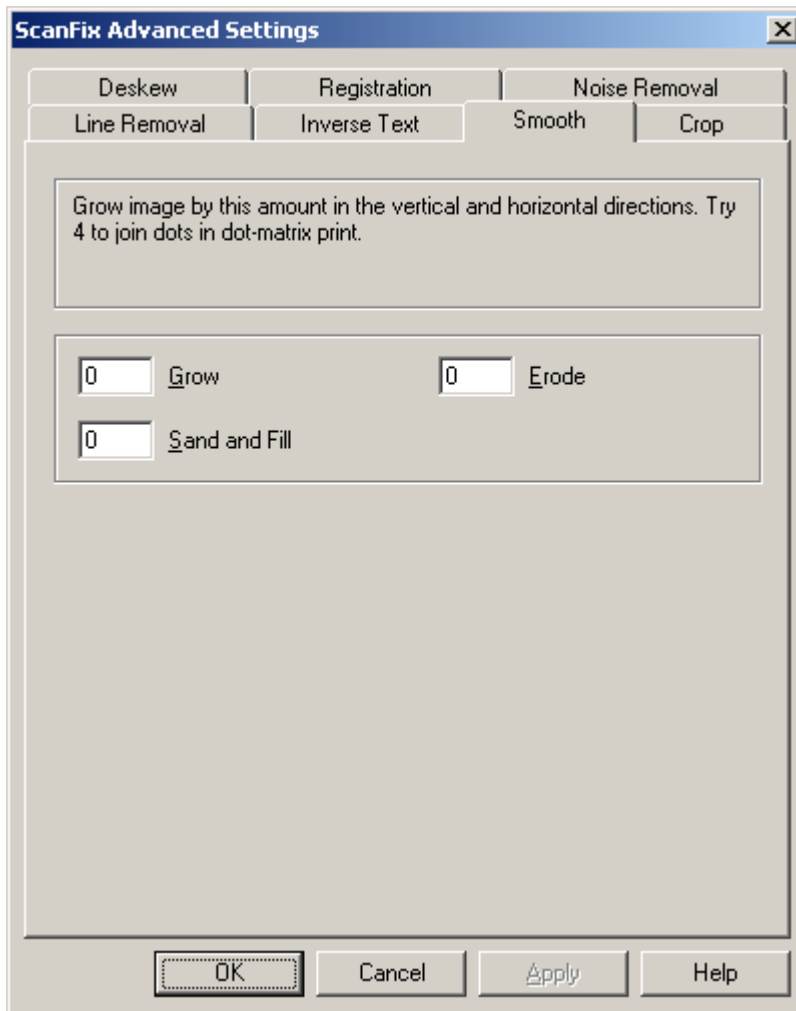 ScanFix Advanced Settings
Deskew Registration Noise Removal
Line Removal Inverse Text Smooth Crop
Grow image by this amount in the vertical and horizontal directions. Try
4 to join dots in dot-matrix print.
0 Grow 0 Erode
0 Sand and Fill
OK Cancel Apply Help